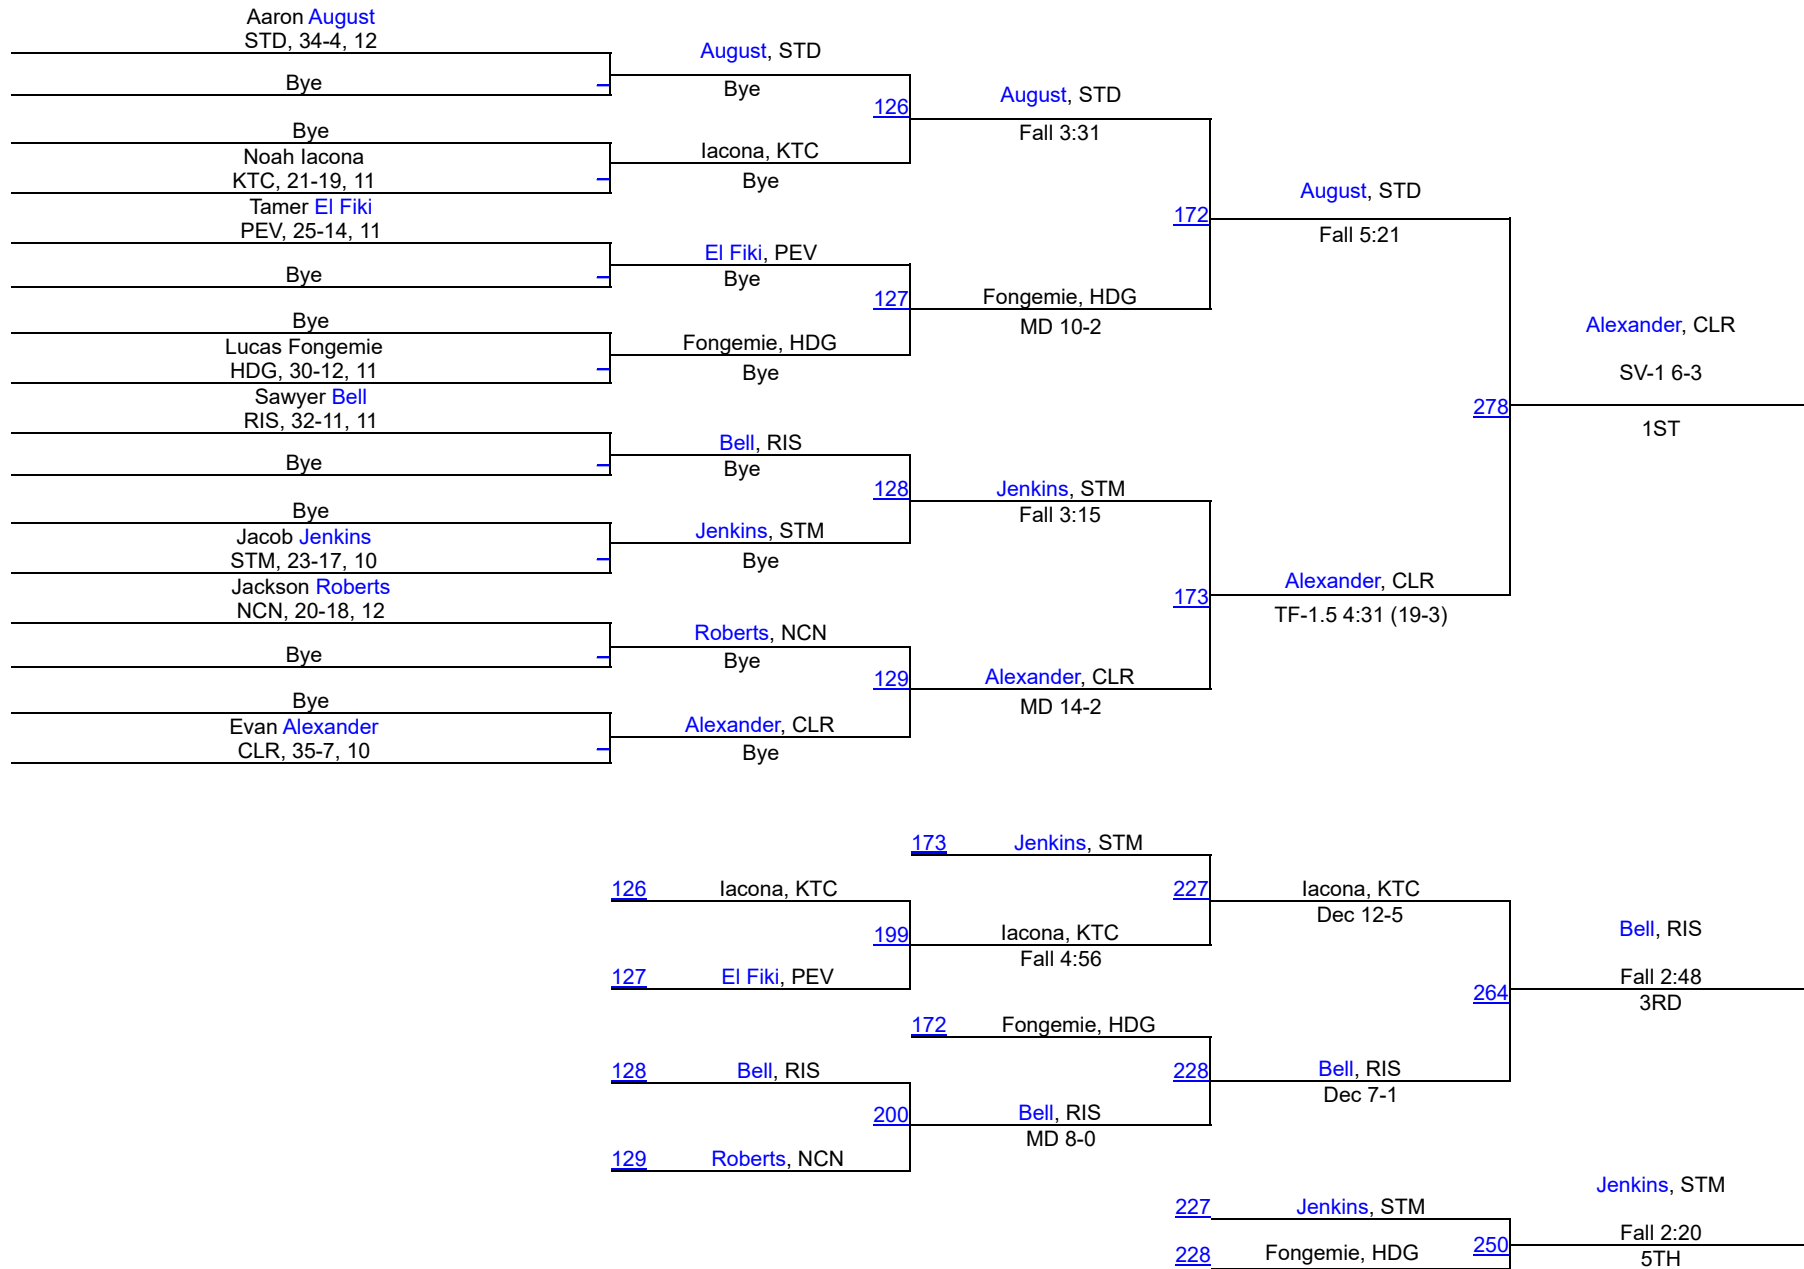 Aaron August
STD, 34-4, 12
Bye
Bye
Noah Iacona
KTC, 21-19, 11
Tamer El Fiki
PEV, 25-14, 11
Bye
Bye
Lucas Fongemie
HDG, 30-12, 11
Sawyer Bell
RIS, 32-11, 11
Bye
Bye
Jacob Jenkins
STM, 23-17, 10
Jackson Roberts
NCN, 20-18, 12
Bye
Bye
Evan Alexander
CLR, 35-7, 10
August, STD
Bye
126
Iacona, KTC
Bye
El Fiki, PEV
Bye
127
Fongemie, HDG
Bye
Bell, RIS
Bye
128
Jenkins, STM
Bye
Roberts, NCN
Bye
129
Alexander, CLR
Bye
August, STD
Fall 3:31
172
Fongemie, HDG
MD 10-2
Jenkins, STM
Fall 3:15
173
Alexander, CLR
MD 14-2
August, STD
Fall 5:21
278
Alexander, CLR
TF-1.5 4:31 (19-3)
Alexander, CLR
SV-1 6-3
1ST
173 Jenkins, STM
126 Iacona, KTC
227
199
Iacona, KTC
Fall 4:56
127 El Fiki, PEV
Iacona, KTC
Dec 12-5
172 Fongemie, HDG
128 Bell, RIS
228
200
Bell, RIS
MD 8-0
129 Roberts, NCN
264
Bell, RIS
Dec 7-1
Bell, RIS
Fall 2:48
3RD
227 Jenkins, STM
228 Fongemie, HDG
250
Jenkins, STM
Fall 2:20
5TH